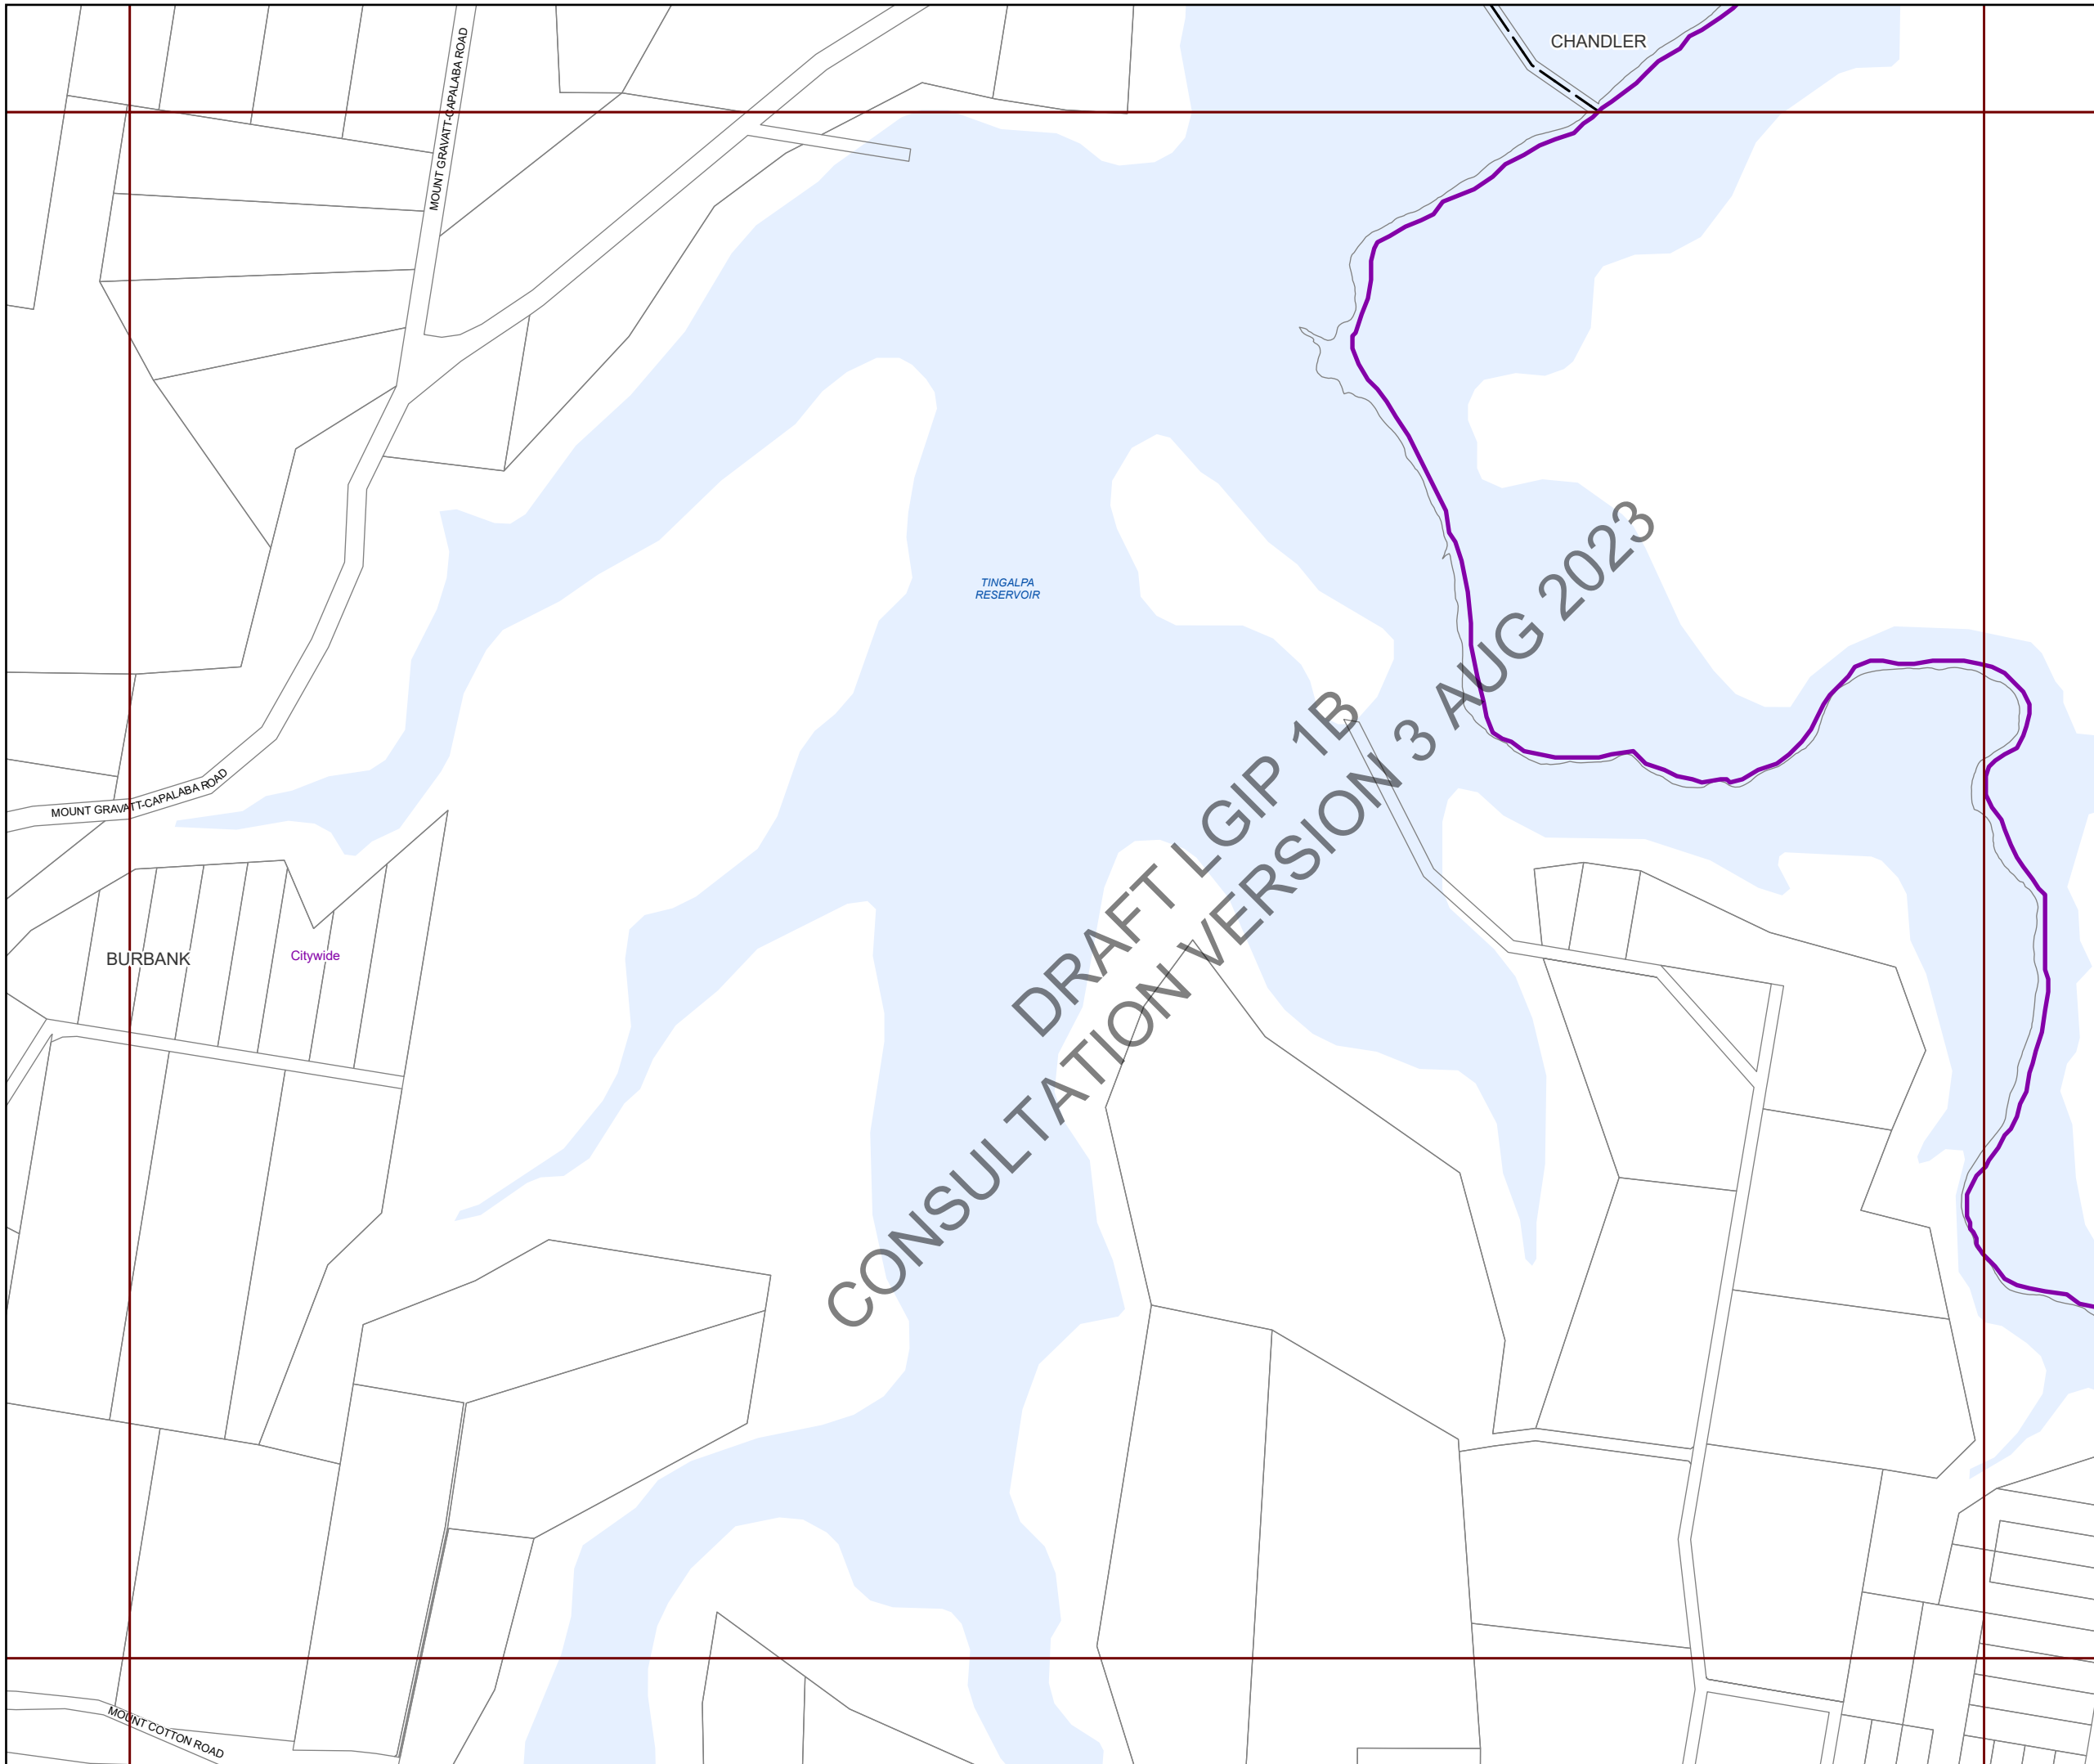 CHANDLER
MOUNT GRAVATT-CAPALABA ROAD
TINGALPA
RESERVOIR
MOUNT GRAVATT-CAPALABA ROAD
BURBANK
Citywide
DRAFT LGIP 1B
CONSULTATION VERSION 3 AUG 2023
MOUNT COTTON ROAD